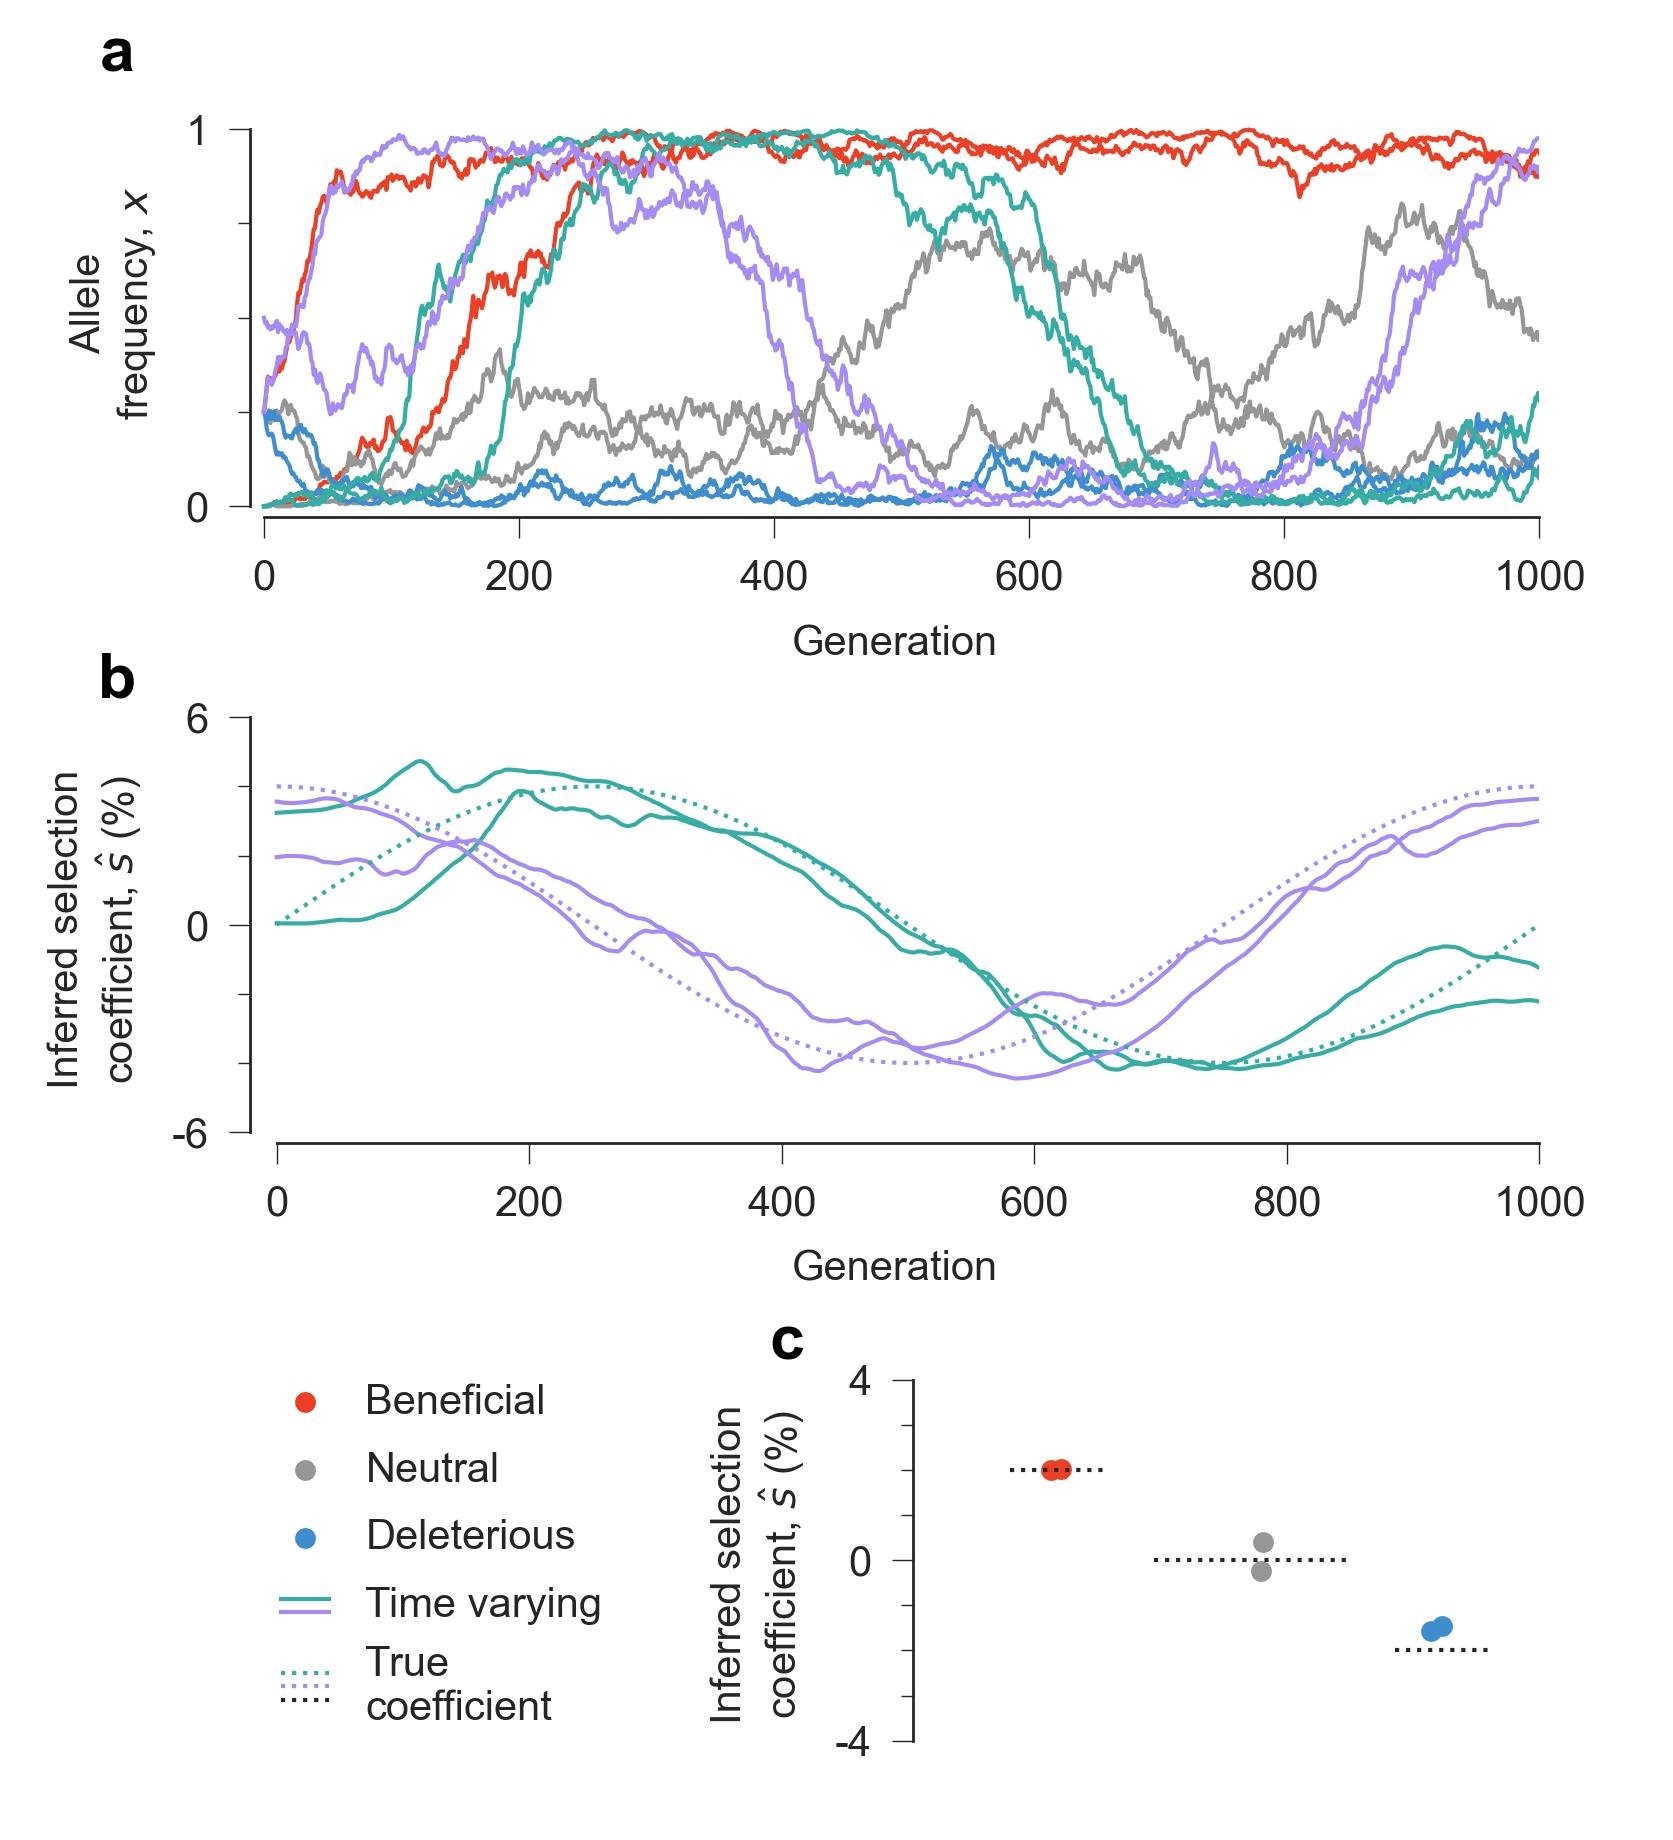 a
1
0
Allele
frequency, x
0 200 400 600 800 1000
Generation
b
6
0
-6
Inferred selection
coefficient, ŝ (%)
0 200 400 600 800 1000
Generation
Beneficial
Neutral
Deleterious
Time varying
True
coefficient
c
4
0
-4
Inferred selection
coefficient, ŝ (%)